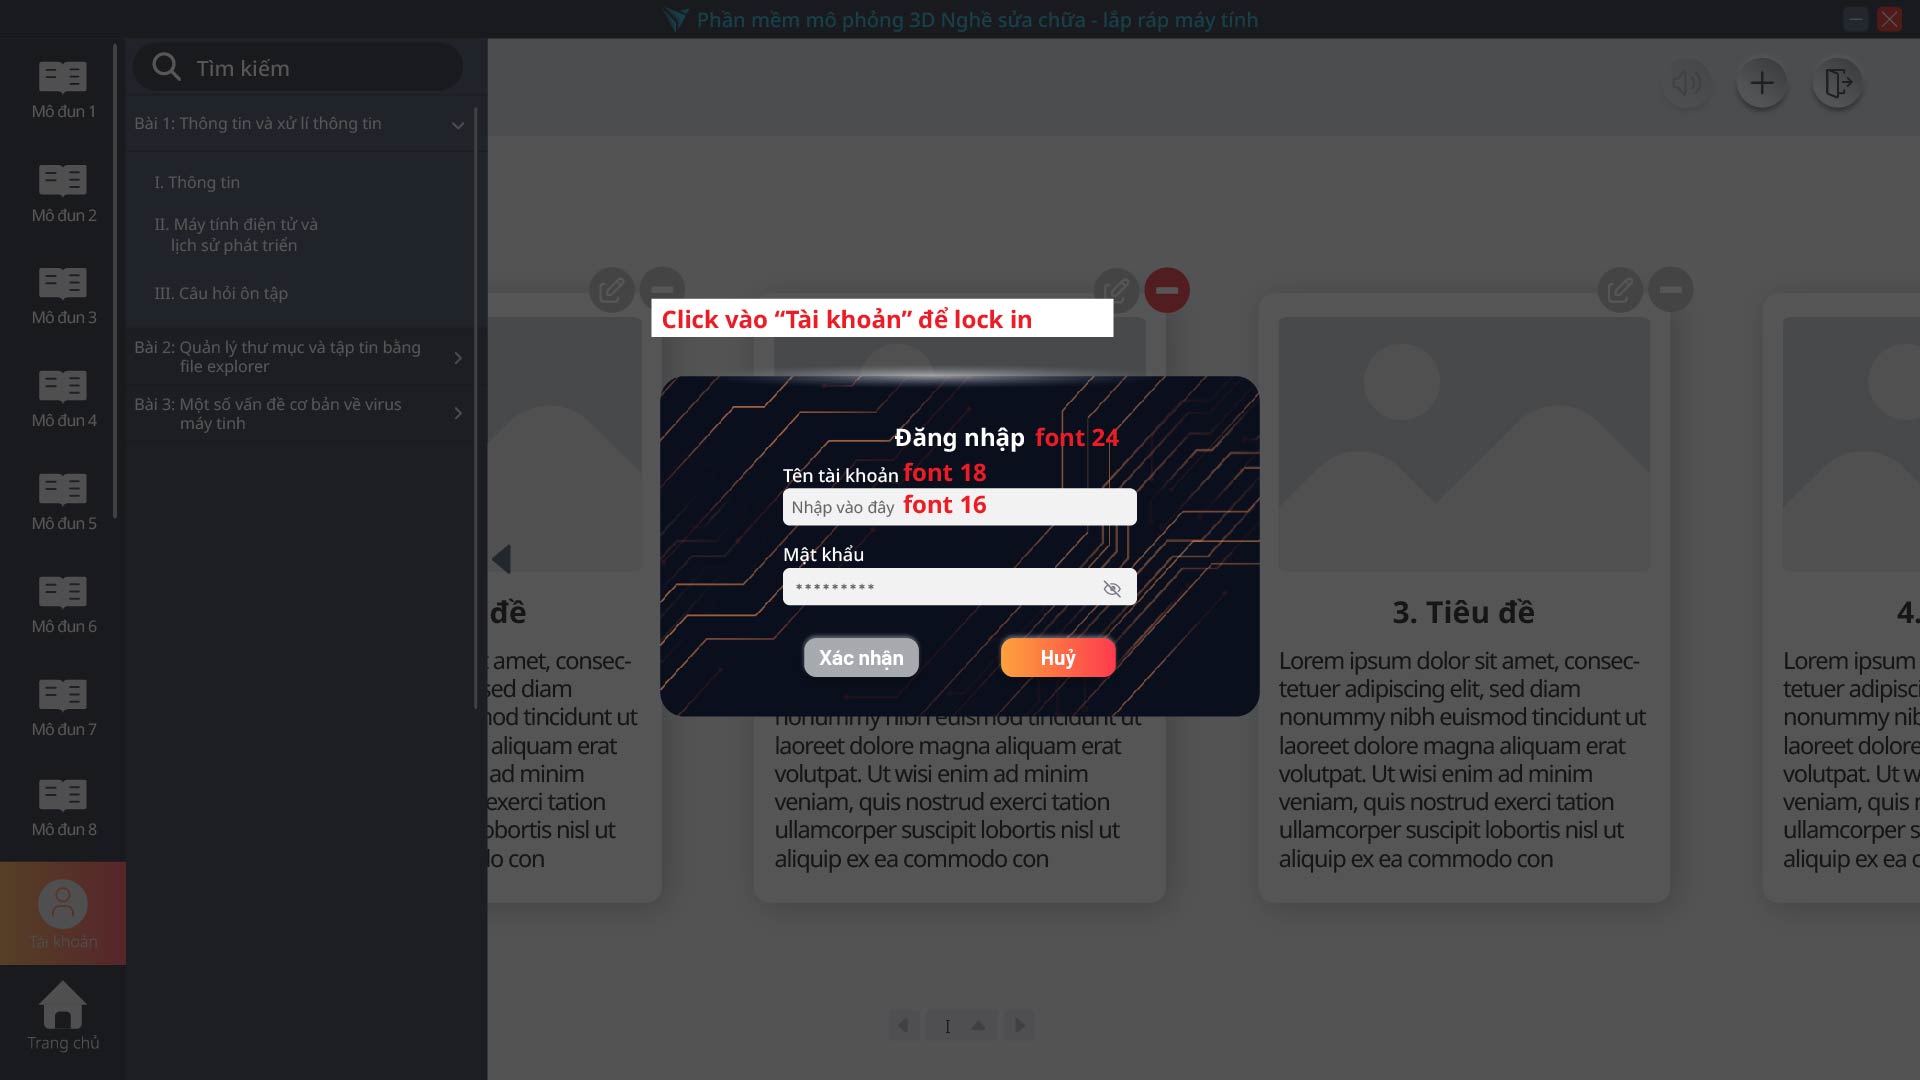 Phần mềm mô phỏng 3D Nghề sửa chữa - lắp ráp máy tính
Mô đun 1
Mô đun 2
Mô đun 3
Mô đun 4
Mô đun 5
Mô đun 6
Mô đun 7
Mô đun 8
Tài khoản
Trang chủ
Tìm kiếm
Bài 1: Thông tin và xử lí thông tin
I. Thông tin
II. Máy tính điện tử và
lịch sử phát triển
III. Câu hỏi ôn tập
Bài 2: Quản lý thư mục và tập tin bằng
file explorer
Bài 3: Một số vấn đề cơ bản về virus
máy tinh
Click vào “Tài khoản” để lock in
Đăng nhập font 24
Tên tài khoản font 18
Nhập vào đây font 16
Mật khẩu
*********
Xác nhận
Huỷ
đề
amet, consec-
sed diam
nod tincidunt ut
aliquam erat
ad minim
exerci tation
obortis nisl ut
lo con
nonummy nibh euismod tincidunt ut
laoreet dolore magna aliquam erat
volutpat. Ut wisi enim ad minim
veniam, quis nostrud exerci tation
ullamcorper suscipit lobortis nisl ut
aliquip ex ea commodo con
3. Tiêu đề
Lorem ipsum dolor sit amet, consec-
tetuer adipiscing elit, sed diam
nonummy nibh euismod tincidunt ut
laoreet dolore magna aliquam erat
volutpat. Ut wisi enim ad minim
veniam, quis nostrud exerci tation
ullamcorper suscipit lobortis nisl ut
aliquip ex ea commodo con
4.
Lorem ipsum
tetuer adipisci
nonummy nib
laoreet dolore
volutpat. Ut w
veniam, quis n
ullamcorper s
aliquip ex ea c
I